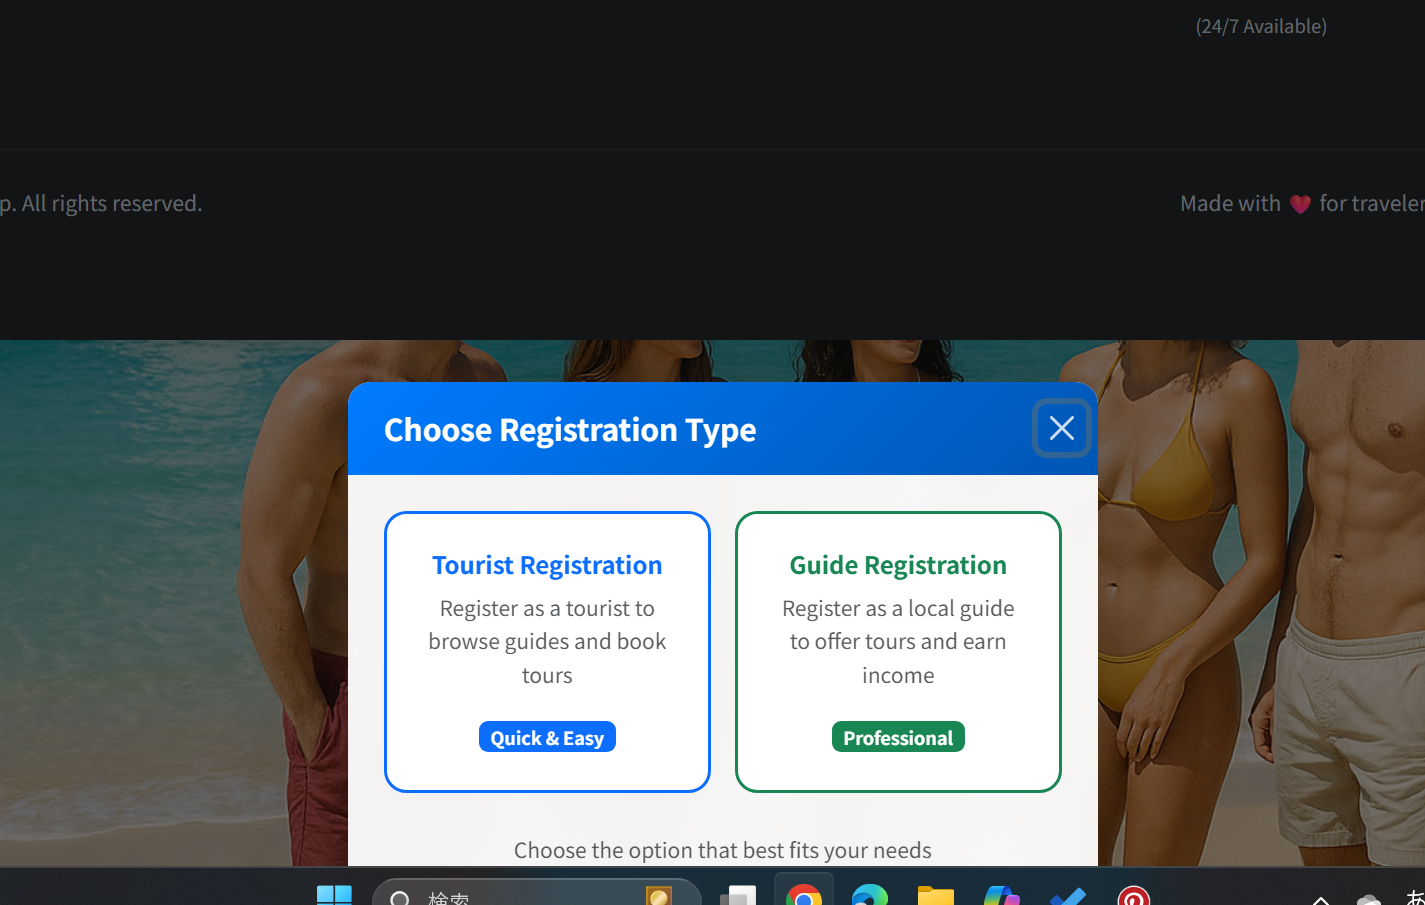 (24/7 Available)
p. All rights reserved.
Made with ❤ for traveler
Choose Registration Type
Tourist Registration
Register as a tourist to
browse guides and book
tours
Quick & Easy
Guide Registration
Register as a local guide
to offer tours and earn
income
Professional
Choose the option that best fits your needs
検索
あ